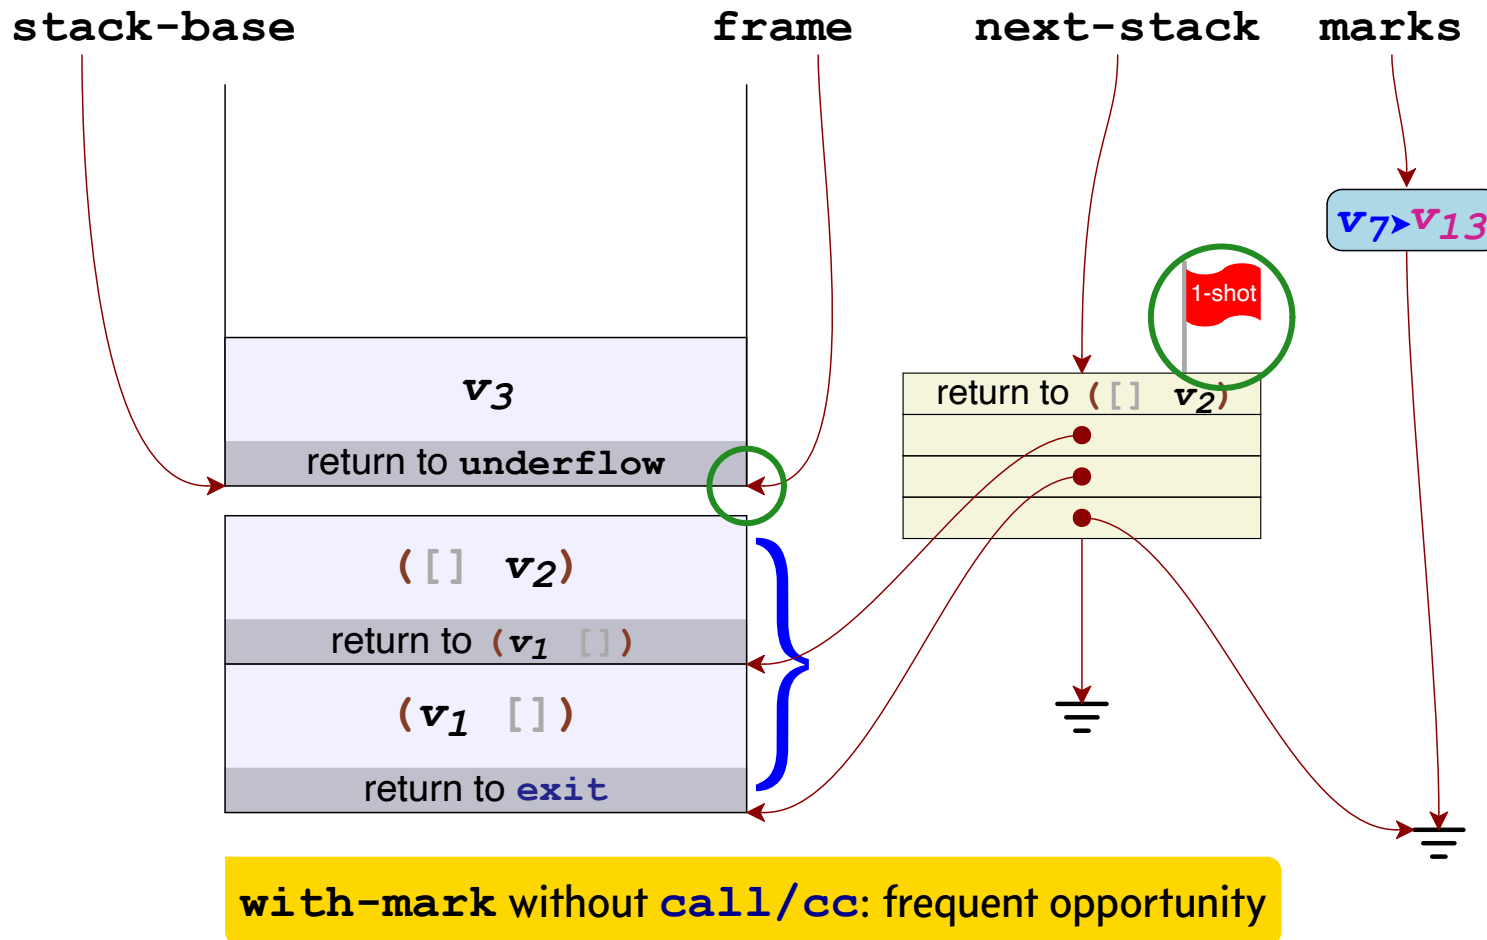 stack-base frame next-stack marks
v7➤v13
1-shot
v3
return to ([] v2)
return to underflow
([] v2)
return to (v1 [])
(v1 [])
return to exit
with-mark without call/cc: frequent opportunity